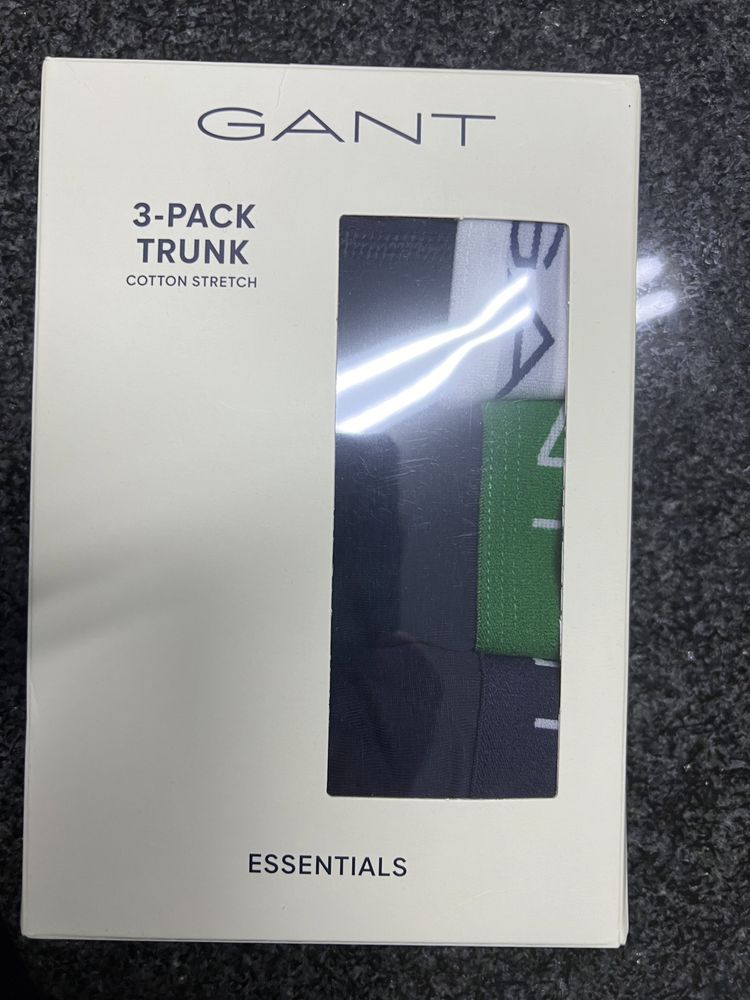 GANT
3-PACK
TRUNK
COTTON STRETCH
ESSENTIALS